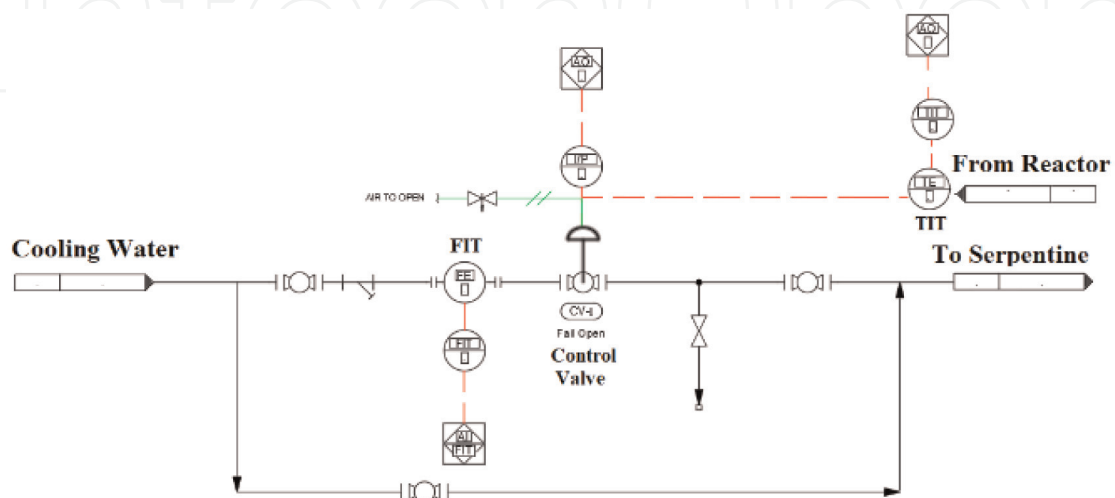 AO
AO
I/P
TIT
TE
From Reactor
AIR TO OPEN
TIT
Cooling Water
FIT
To Serpentine
FE
CV-1
Fail Open
FIT
Control
Valve
AI
FIT